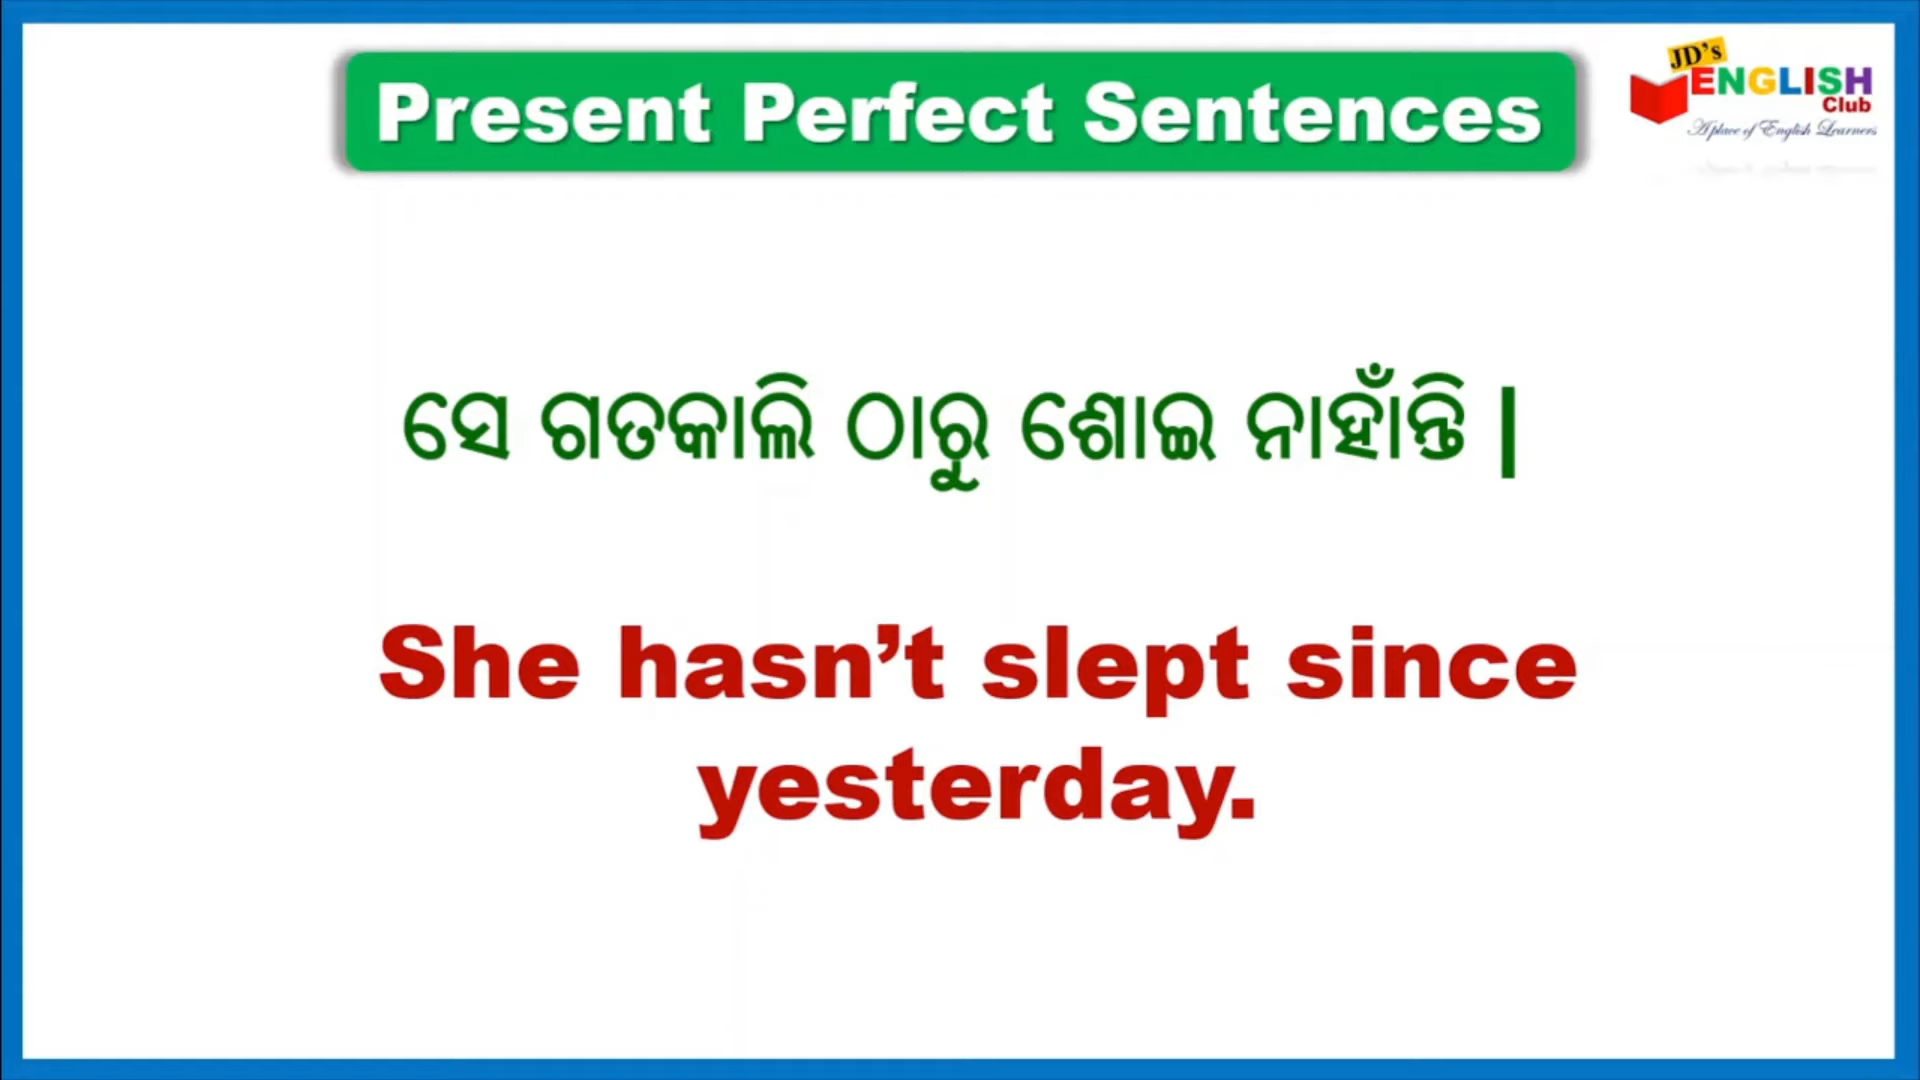 Present Perfect Sentences
JD's
ENGLISH
Club
A place of English Learners
ସେ ଗତକାଲି ଠାରୁ ଶୋଇ ନାହାଁନ୍ତି |
She hasn’t slept since
yesterday.